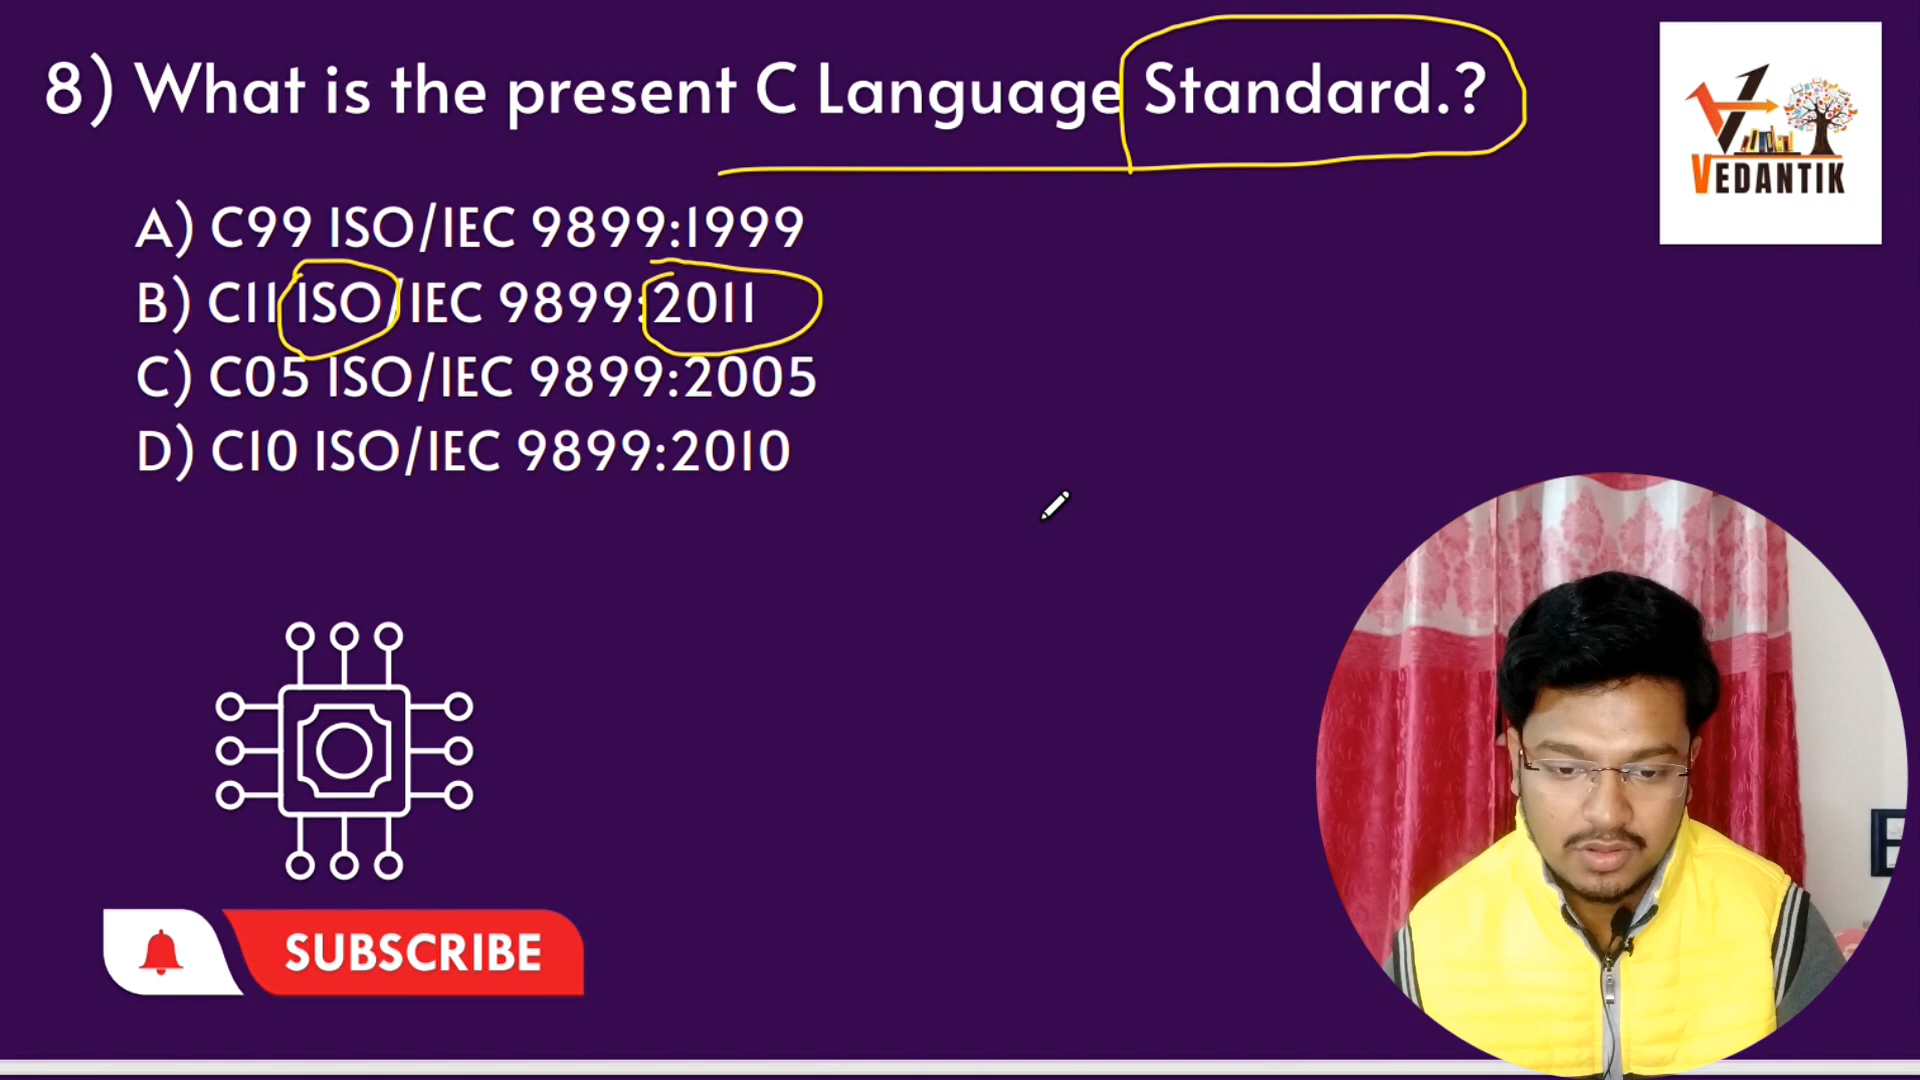 8) What is the present C Language Standard.?
VEDANTIK
A) C99 ISO/IEC 9899:1999
B) C11 ISO/IEC 9899:2011
C) C05 ISO/IEC 9899:2005
D) C10 ISO/IEC 9899:2010
SUBSCRIBE